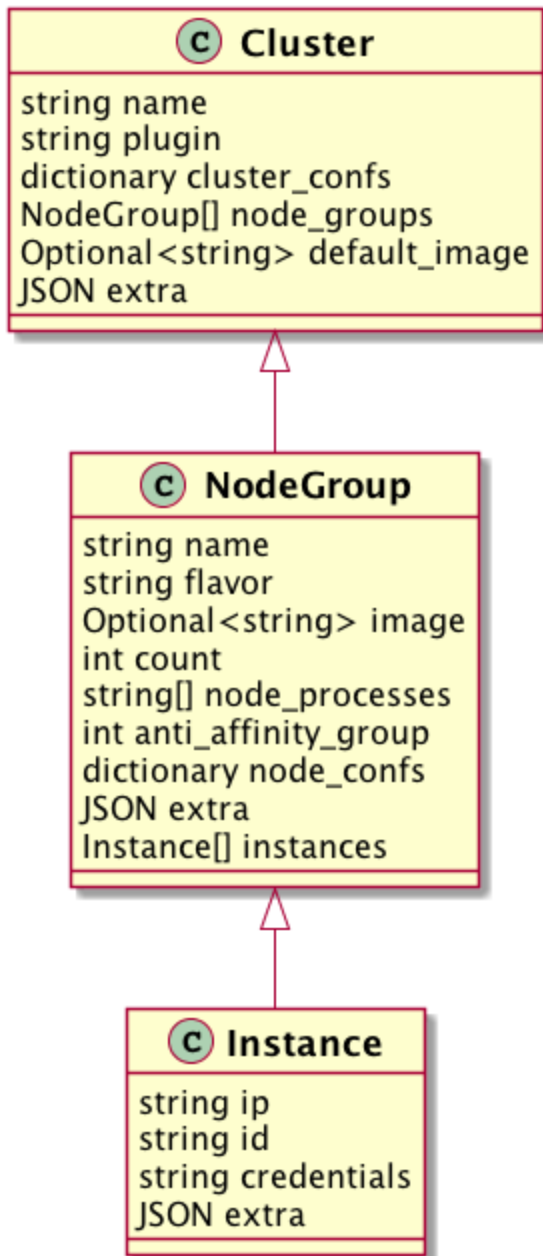 C Cluster
string name
string plugin
dictionary cluster_confs
NodeGroup[] node_groups
Optional<string> default_image
JSON extra
C NodeGroup
string name
string flavor
Optional<string> image
int count
string[] node_processes
int anti_affinity_group
dictionary node_confs
JSON extra
Instance[] instances
C Instance
string ip
string id
string credentials
JSON extra